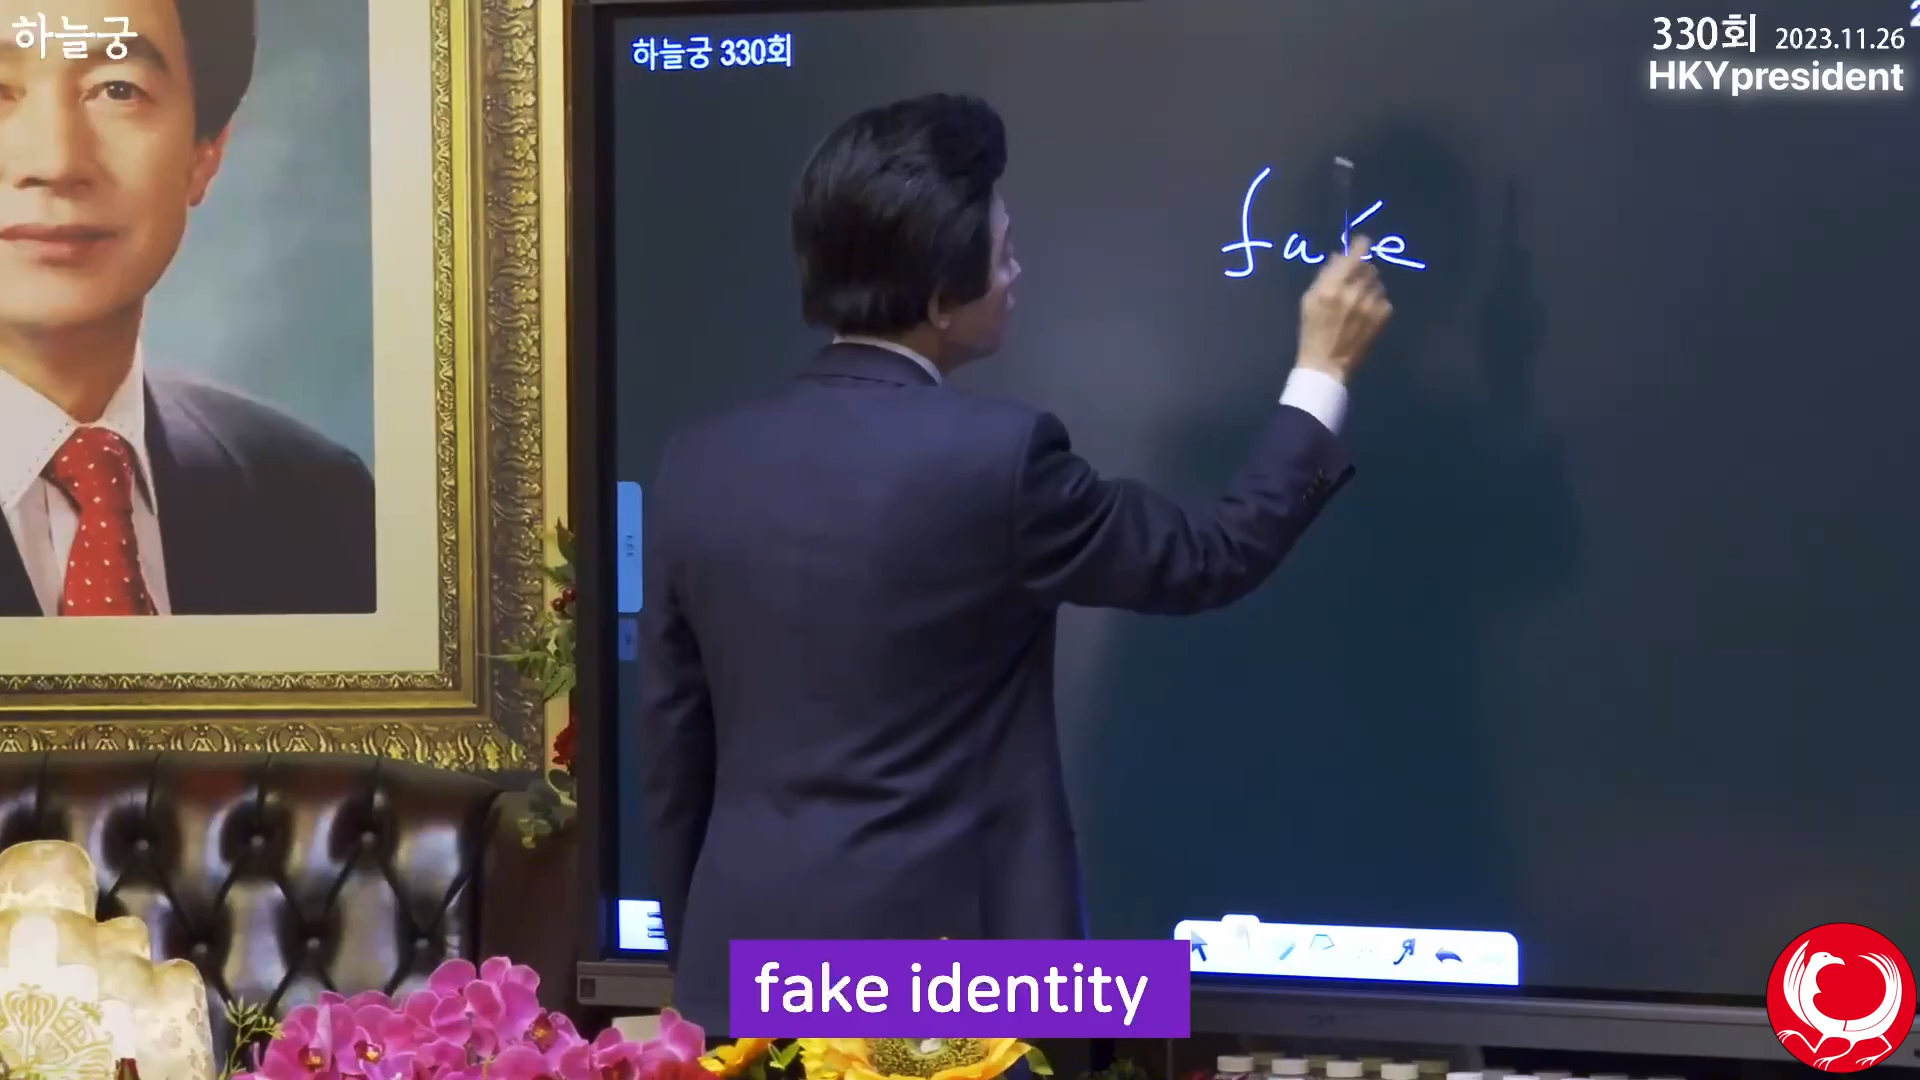 하늘궁
하늘궁 330회
330회 2023.11.26
HKYpresident
fake
fake identity